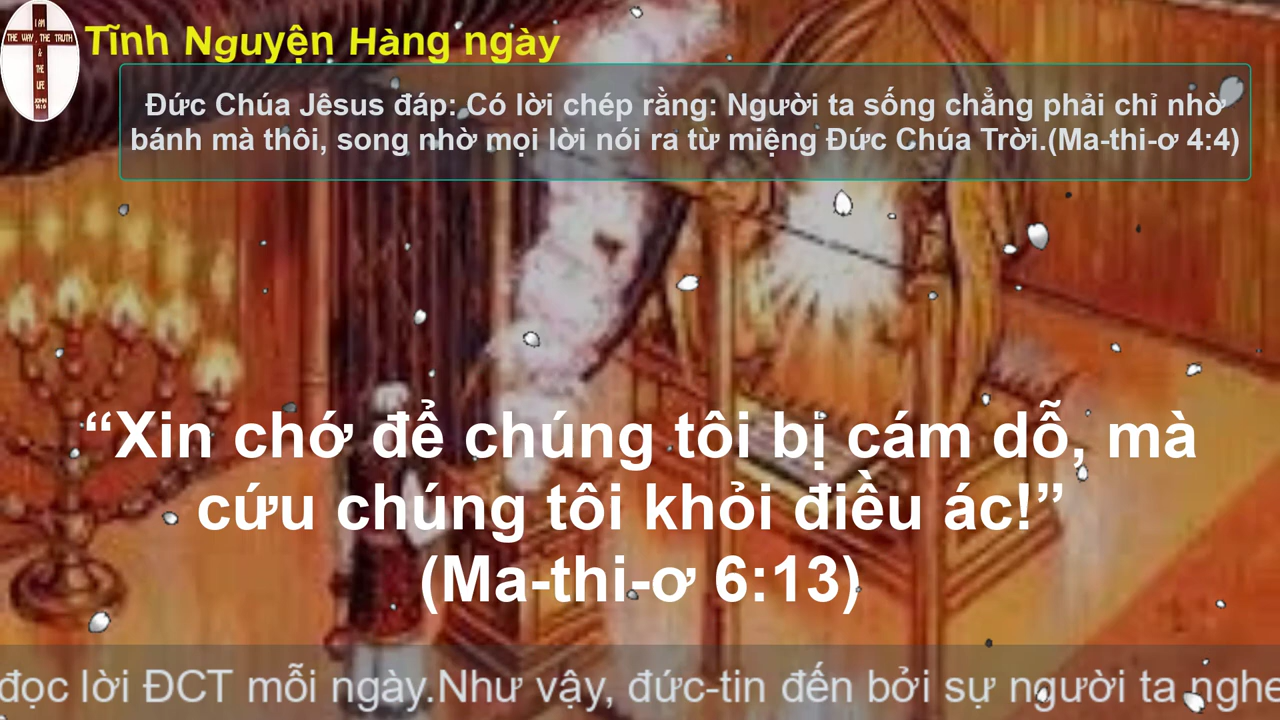 I AM
THE WAY, THE TRUTH
&
THE
LIFE
JOHN
14:6
Tĩnh Nguyện Hàng ngày
Đức Chúa Jêsus đáp: Có lời chép rằng: Người ta sống chẳng phải chỉ nhờ
bánh mà thôi, song nhờ mọi lời nói ra từ miệng Đức Chúa Trời.(Ma-thi-ơ 4:4)
“Xin chớ để chúng tôi bị cám dỗ, mà
cứu chúng tôi khỏi điều ác!”
(Ma-thi-ơ 6:13)
đọc lời ĐCT mỗi ngày.Như vậy, đức-tin đến bởi sự người ta nghe